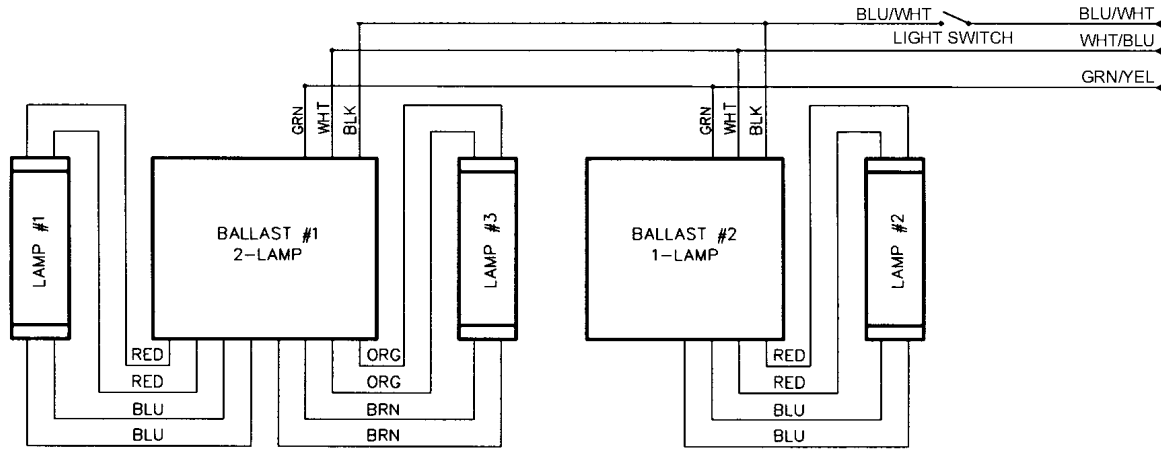 BLU/WHT BLU/WHT
LIGHT SWITCH WHT/BLU
GRN/YEL
GRN WHT BLK GRN WHT BLK
LAMP #1
BALLAST #1
2-LAMP
LAMP #3
BALLAST #2
1-LAMP
LAMP #2
RED ORG RED
RED ORG RED
BLU BRN BLU
BLU BRN BLU